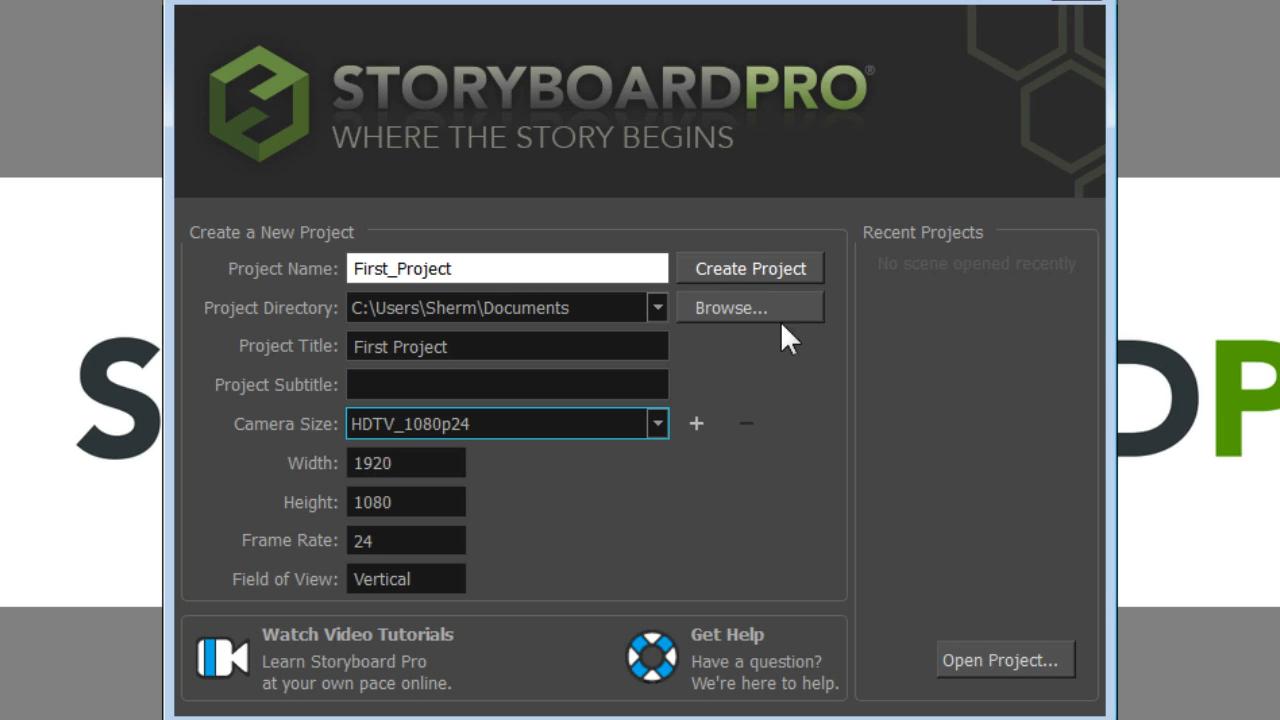 STORYBOARDPRO®
WHERE THE STORY BEGINS
Create a New Project
Project Name: First_Project Create Project
Project Directory: C:\Users\Sherm\Documents Browse...
Project Title: First Project
Project Subtitle:
Camera Size: HDTV_1080p24 + −
Width: 1920
Height: 1080
Frame Rate: 24
Field of View: Vertical
Recent Projects
No scene opened recently
Open Project...
Watch Video Tutorials
Learn Storyboard Pro
at your own pace online.
Get Help
Have a question?
We're here to help.
S
DP